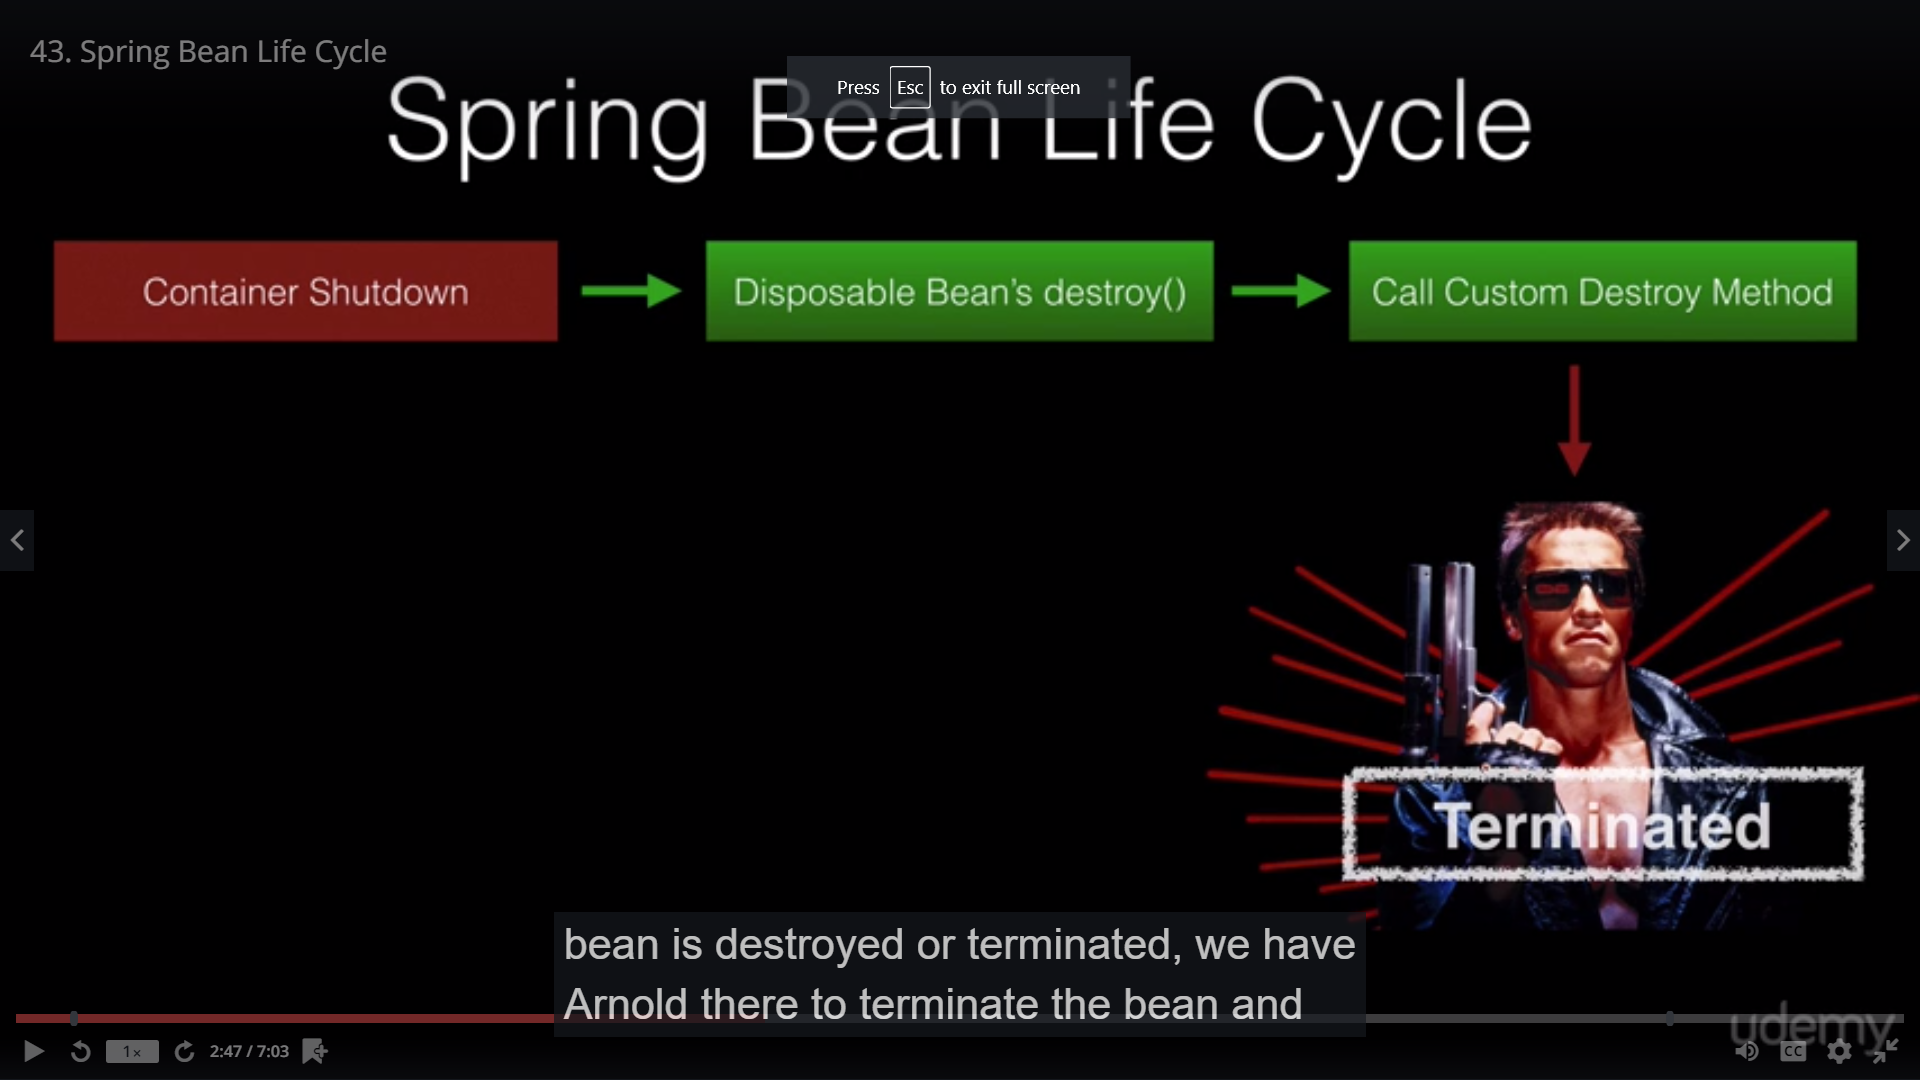 43. Spring Bean Life Cycle
Press Esc to exit full screen
Spring Bean Life Cycle
Container Shutdown
Disposable Bean's destroy()
Call Custom Destroy Method
Terminated
bean is destroyed or terminated, we have
Arnold there to terminate the bean and
udemy
1×
2:47 / 7:03
CC